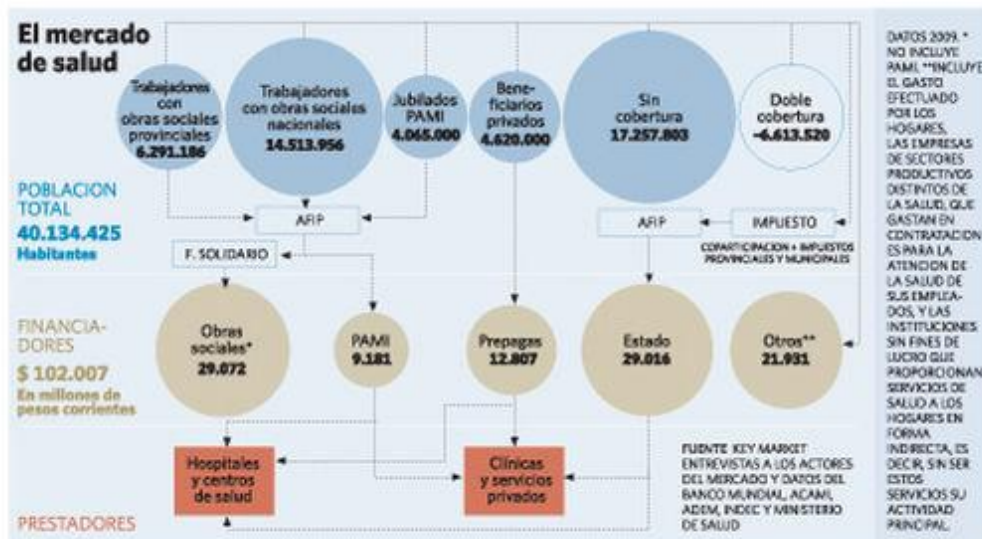 El mercado
de salud
Trabajadores
con
obras sociales
provinciales
6.291.186
Trabajadores
con obras sociales
nacionales
14.513.956
Jubilados
PAMI
4.065.000
Bene-
ficiarios
privados
4.620.000
Sin
cobertura
17.257.803
Doble
cobertura
-6.613.520
POBLACION
TOTAL
40.134.425
Habitantes
AFIP
F. SOLIDARIO
AFIP
IMPUESTO
COPARTICIPACION + IMPUESTOS
PROVINCIALES Y MUNICIPALES
FINANCIA-
DORES
$ 102.007
En millones de
pesos corrientes
Obras
sociales*
29.072
PAMI
9.181
Prepagas
12.807
Estado
29.016
Otros**
21.931
PRESTADORES
Hospitales
y centros
de salud
Clínicas
y servicios
privados
FUENTE KEY MARKET
ENTREVISTAS A LOS ACTORES
DEL MERCADO Y DATOS DEL
BANCO MUNDIAL, ACAMI,
ADEM, INDEC Y MINISTERIO
DE SALUD
DATOS 2009. *
NO INCLUYE
PAMI. **INCLUYE
EL GASTO
EFECTUADO
POR LOS
HOGARES,
LAS EMPRESAS
DE SECTORES
PRODUCTIVOS
DISTINTOS DE
LA SALUD, QUE
GASTAN EN
CONTRATACION
ES PARA LA
ATENCION DE
LA SALUD DE
SUS EMPLEA-
DOS, Y LAS
INSTITUCIONES
SIN FINES DE
LUCRO QUE
PROPORCIONAN
SERVICIOS DE
SALUD A LOS
HOGARES EN
FORMA
INDIRECTA, ES
DECIR, SIN SER
ESTOS
SERVICIOS SU
ACTIVIDAD
PRINCIPAL.